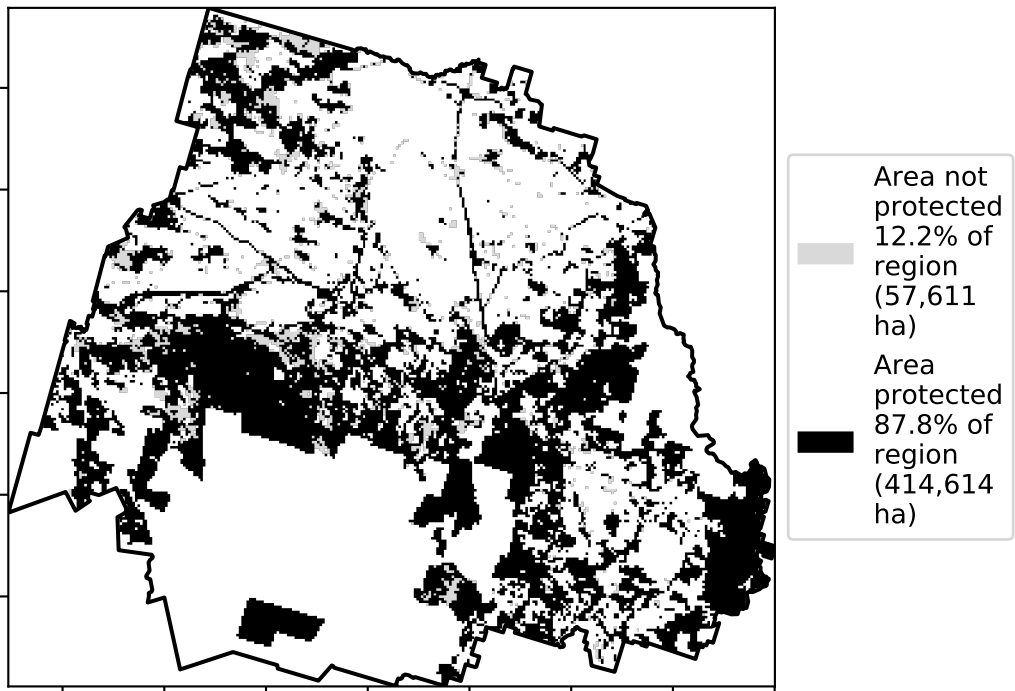 Area not
protected
12.2% of
region
(57,611
ha)
Area
protected
87.8% of
region
(414,614
ha)